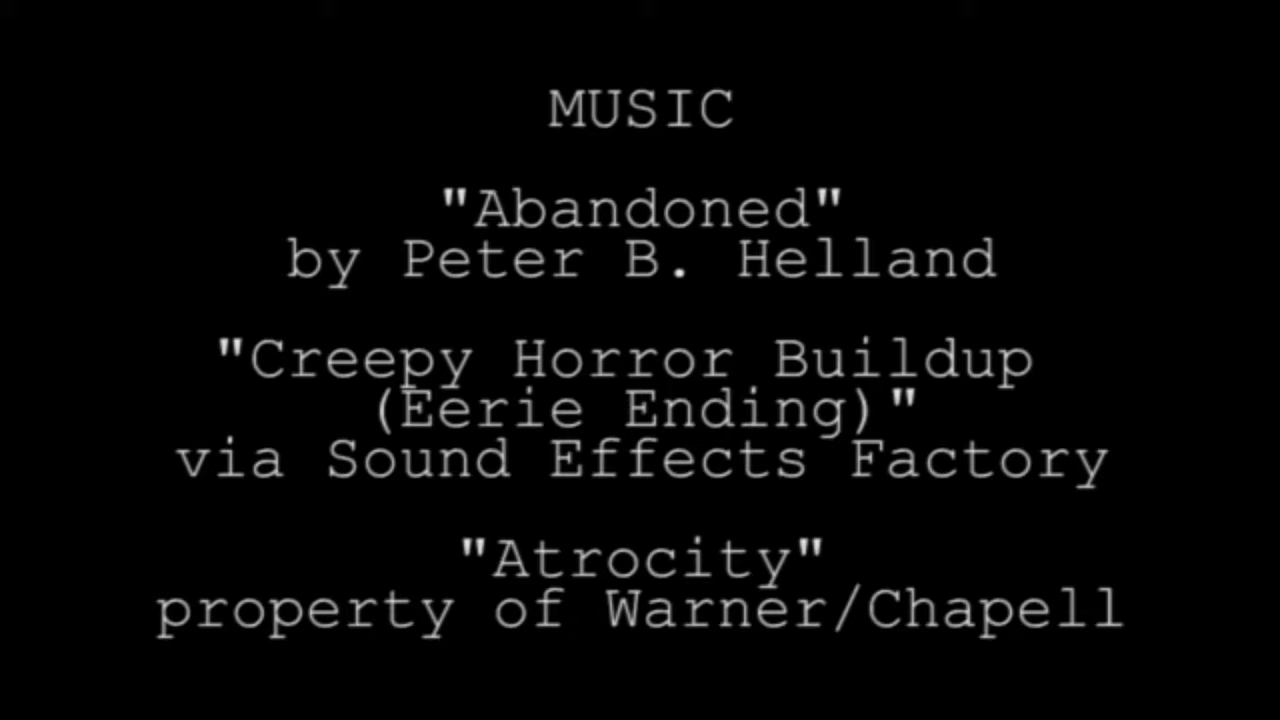 MUSIC
"Abandoned"
by Peter B. Helland
"Creepy Horror Buildup
(Eerie Ending)"
via Sound Effects Factory
"Atrocity"
property of Warner/Chapell